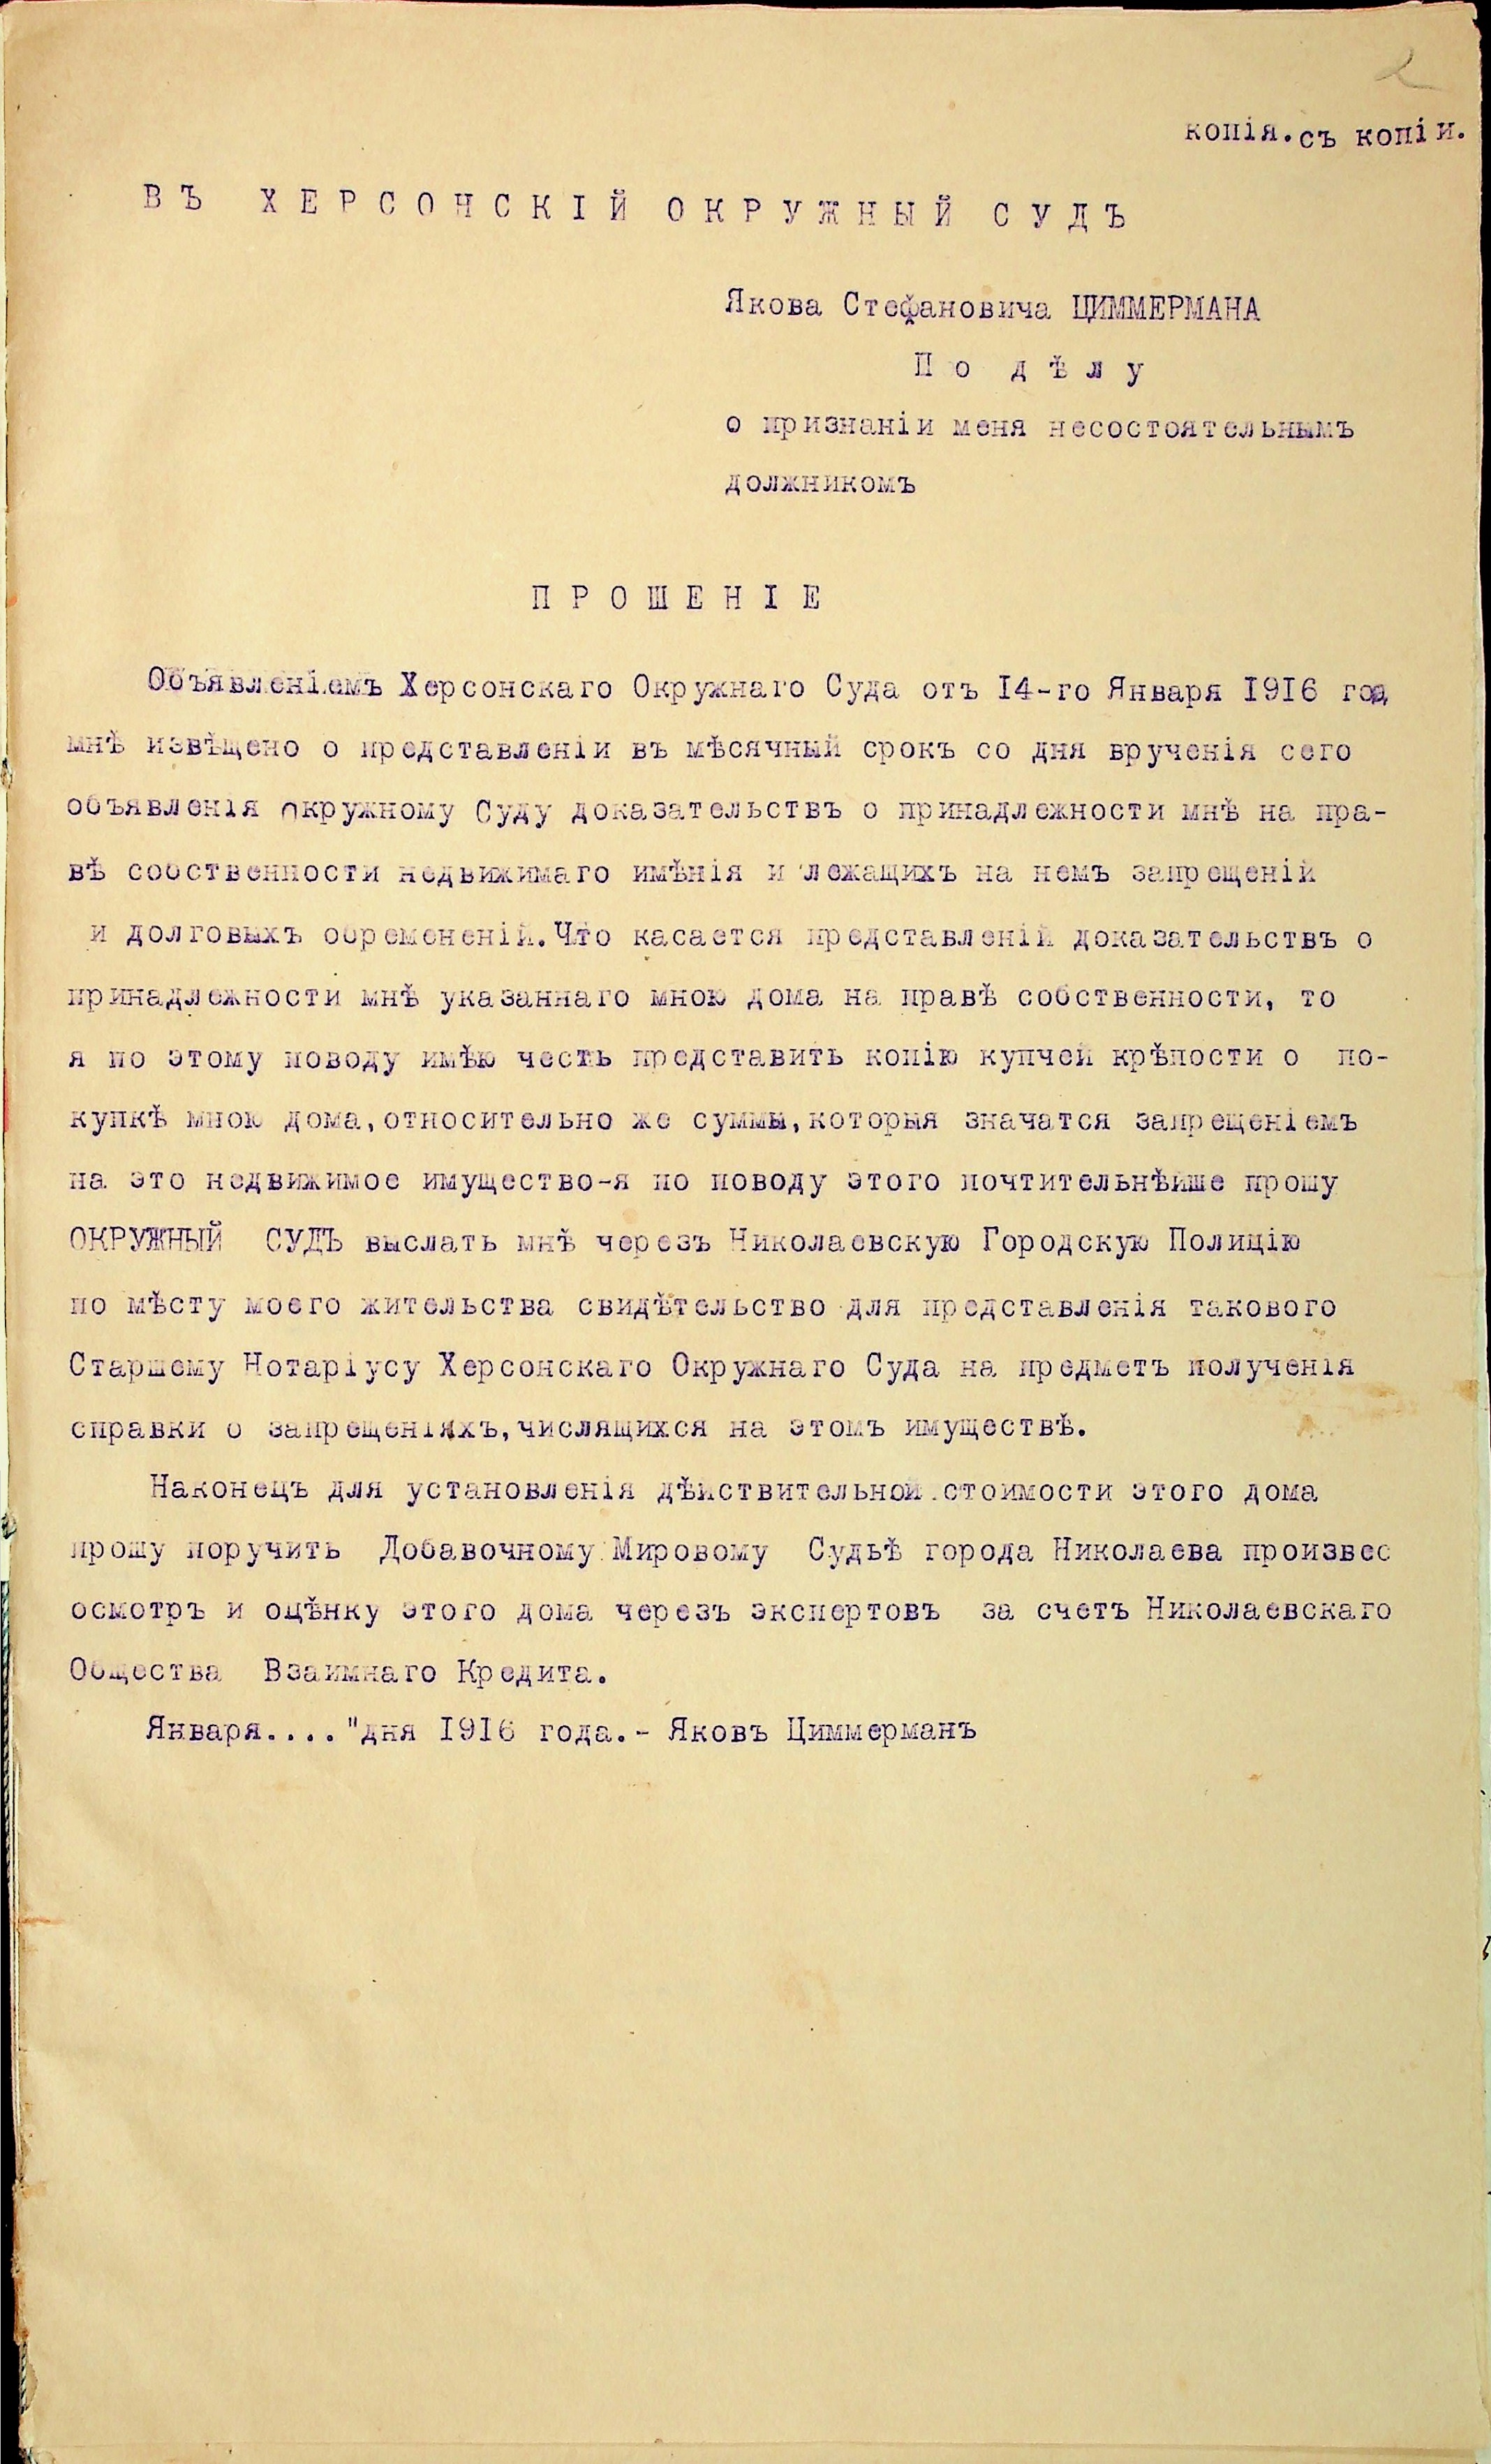 2
копія.съ копіи.
ВЪ ХЕРСОНСКІЙ ОКРУЖНЫЙ СУДЪ
Якова Стефановича ЦИММЕРМАНА
По дѣлу
о признаніи меня несостоятельнымъ
должникомъ
ПРОШЕНІЕ
Объявленіемъ Херсонскаго Окружнаго Суда отъ 14-го Января 1916 год
мнѣ извѣщено о представленіи въ мѣсячный срокъ со дня врученія сего
объявленія окружному Суду доказательствъ о принадлежности мнѣ на пра-
вѣ собственности недвижимаго имѣнія и лежащихъ на немъ запрещеній
и долговыхъ обремененій.Что касается представленій доказательствъ о
принадлежности мнѣ указаннаго мною дома на правѣ собственности, то
я по этому поводу имѣю честь представить копію купчей крѣпости о по-
купкѣ мною дома,относительно же суммы,которыя значатся запрещеніемъ
на это недвижимое имущество-я по поводу этого почтительнѣйше прошу
ОКРУЖНЫЙ СУДЪ выслать мнѣ черезъ Николаевскую Городскую Полицію
по мѣсту моего жительства свидѣтельство для представленія такового
Старшему Нотаріусу Херсонскаго Окружнаго Суда на предметъ полученія
справки о запрещеніяхъ,числящихся на этомъ имуществѣ.
Наконецъ для установленія дѣйствительной стоимости этого дома
прошу поручить Добавочному Мировому Судьѣ города Николаева произвес
осмотръ и оцѣнку этого дома черезъ экспертовъ за счетъ Николаевскаго
Общества Взаимнаго Кредита.
Января...."дня 1916 года.- Яковъ Циммерманъ